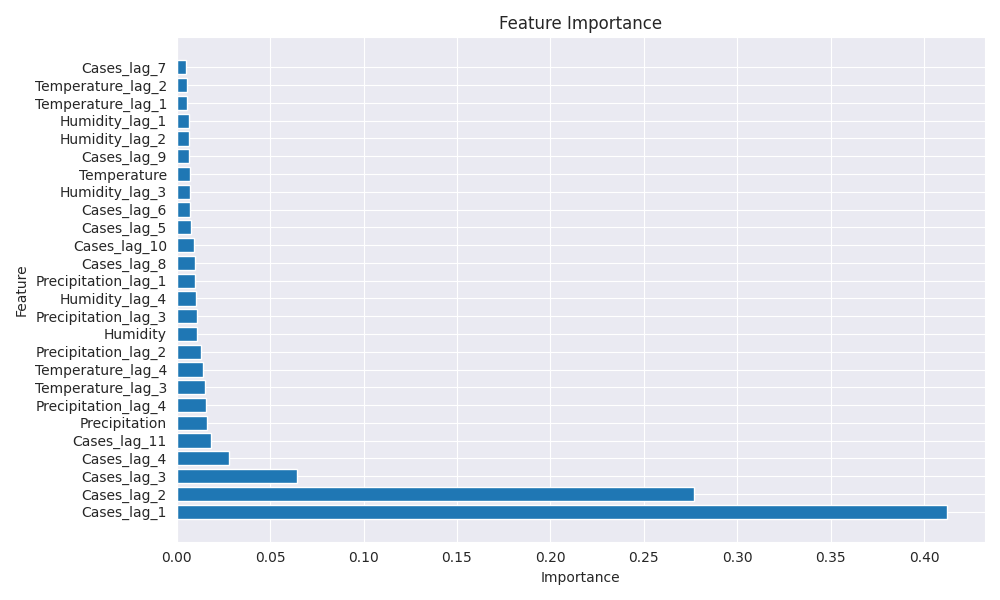 Feature Importance
Cases_lag_7
Temperature_lag_2
Temperature_lag_1
Humidity_lag_1
Humidity_lag_2
Cases_lag_9
Temperature
Humidity_lag_3
Cases_lag_6
Cases_lag_5
Cases_lag_10
Cases_lag_8
Precipitation_lag_1
Humidity_lag_4
Precipitation_lag_3
Humidity
Precipitation_lag_2
Temperature_lag_4
Temperature_lag_3
Precipitation_lag_4
Precipitation
Cases_lag_11
Cases_lag_4
Cases_lag_3
Cases_lag_2
Cases_lag_1
Feature
0.00 0.05 0.10 0.15 0.20 0.25 0.30 0.35 0.40
Importance